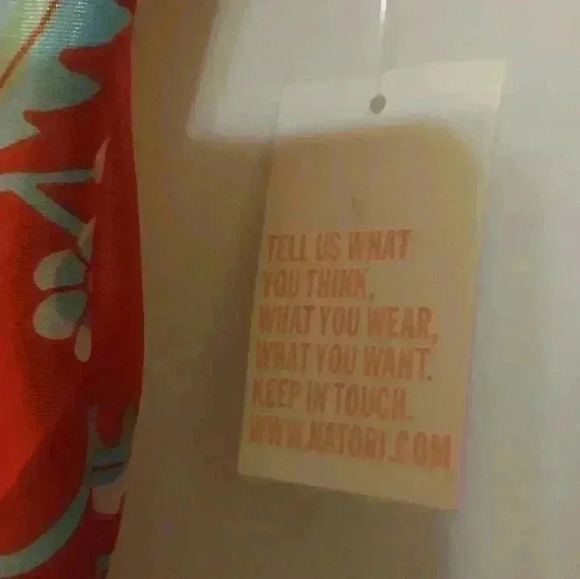 TELL US WHAT
YOU THINK,
WHAT YOU WEAR,
WHAT YOU WANT.
KEEP IN TOUCH.
WWW.NATORI.COM